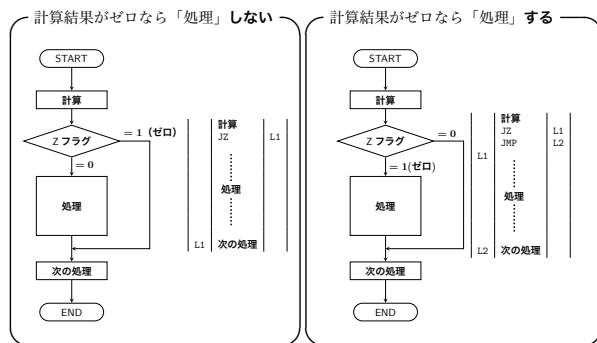 計算結果がゼロなら「処理」しない
START
計算
Z フラグ
= 1 (ゼロ)
= 0
処理
次の処理
END
計算
JZ L1
処理
L1 次の処理
計算結果がゼロなら「処理」する
START
計算
Z フラグ
= 0
= 1(ゼロ)
処理
次の処理
END
計算
JZ L1
JMP L2
L1
処理
L2 次の処理